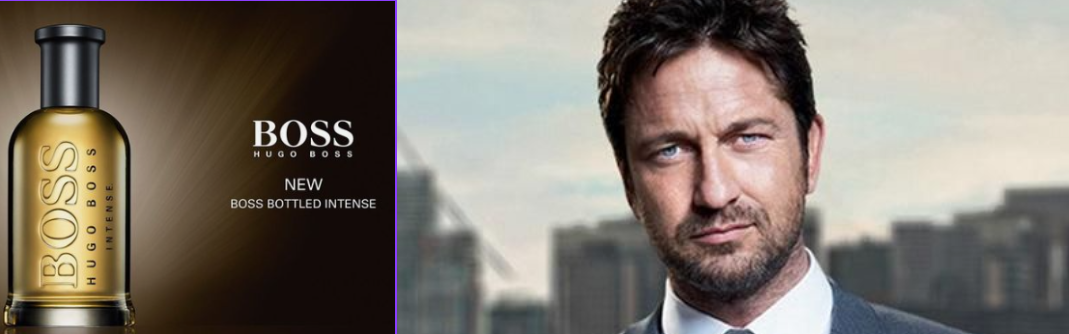 BOSS
HUGO BOSS
INTENSE
BOSS
HUGO BOSS
NEW
BOSS BOTTLED INTENSE